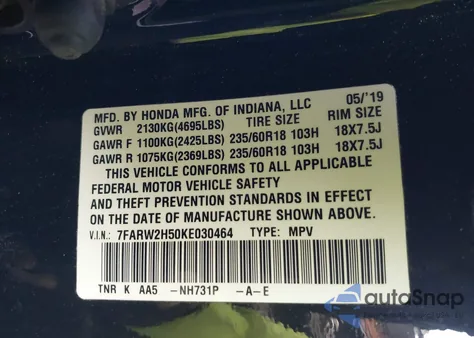 MFD. BY HONDA MFG. OF INDIANA, LLC 05/'19
GVWR 2130KG(4695LBS) TIRE SIZE RIM SIZE
GAWR F 1100KG(2425LBS) 235/60R18 103H 18X7.5J
GAWR R 1075KG(2369LBS) 235/60R18 103H 18X7.5J
THIS VEHICLE CONFORMS TO ALL APPLICABLE
FEDERAL MOTOR VEHICLE SAFETY
AND THEFT PREVENTION STANDARDS IN EFFECT
ON THE DATE OF MANUFACTURE SHOWN ABOVE.
V.I.N: 7FARW2H50KE030464 TYPE: MPV
TNR K AA5 -NH731P -A-E
autoSnap